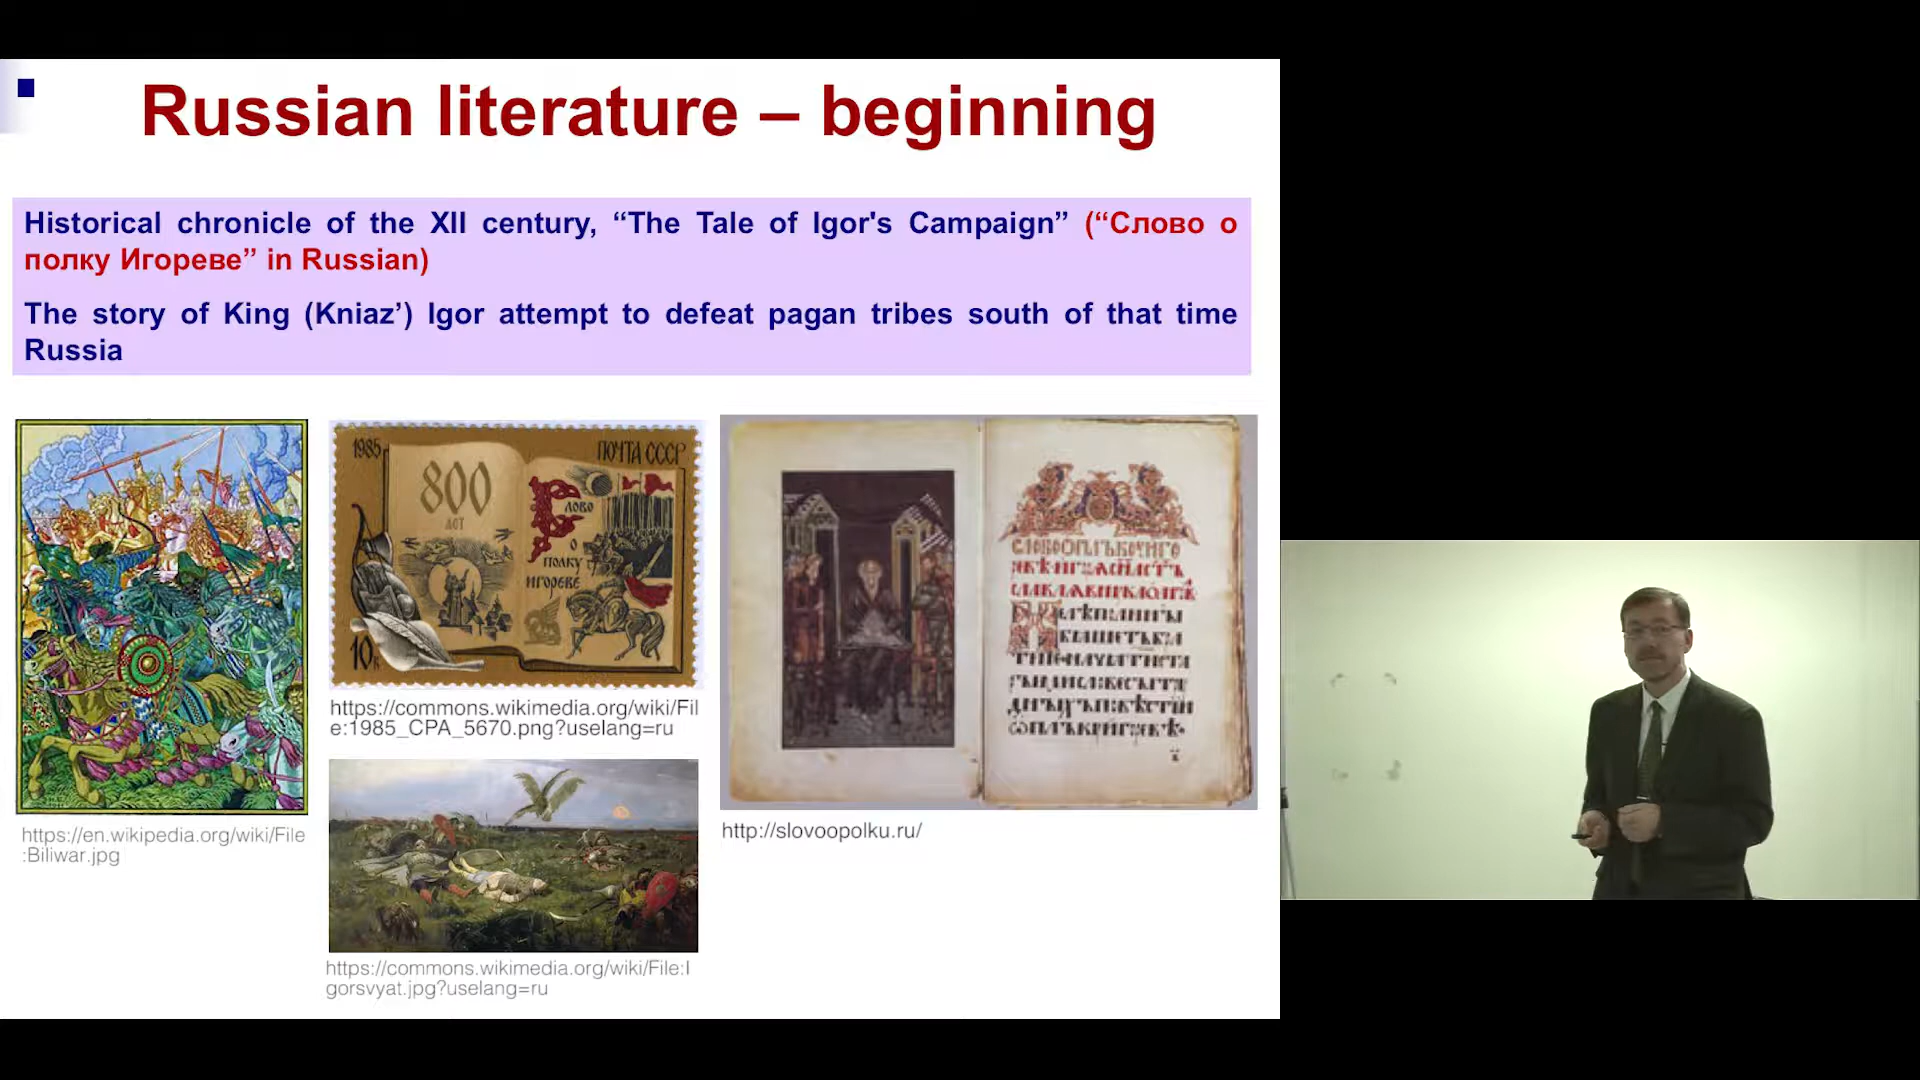 Russian literature – beginning
Historical chronicle of the XII century, “The Tale of Igor's Campaign” (“Слово о
полку Игореве” in Russian)
The story of King (Kniaz’) Igor attempt to defeat pagan tribes south of that time
Russia
1985
ПОЧТА СССР
800
ЛЕТ
Слово
о
полку
игореве
10к
https://commons.wikimedia.org/wiki/Fil
e:1985_CPA_5670.png?uselang=ru
https://en.wikipedia.org/wiki/File
:Biliwar.jpg
http://slovoopolku.ru/
https://commons.wikimedia.org/wiki/File:I
gorsvyat.jpg?uselang=ru